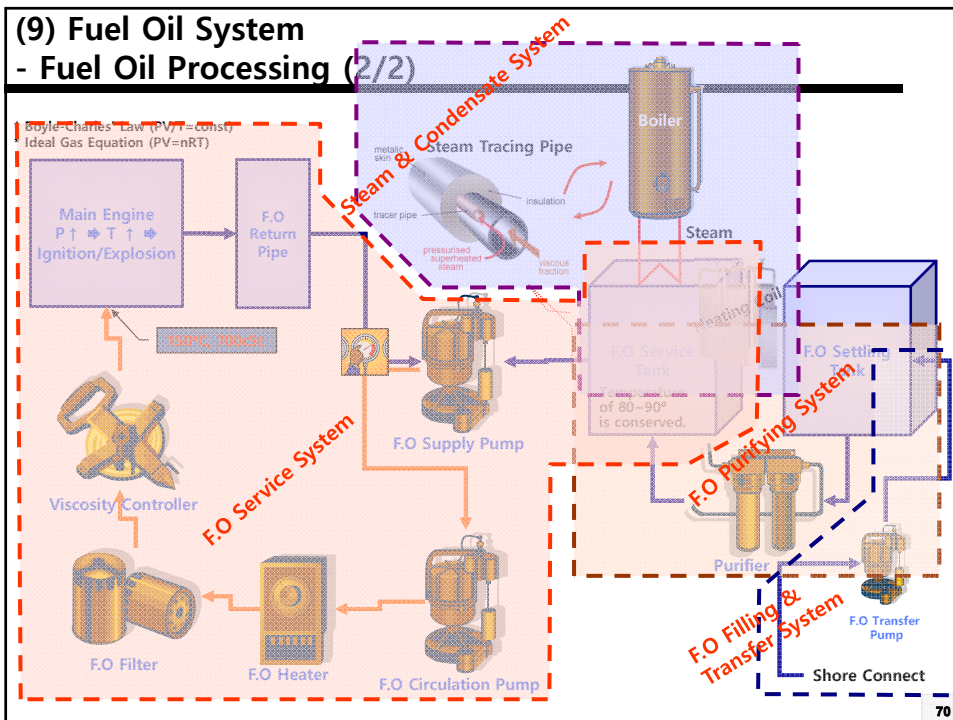 (9) Fuel Oil System
- Fuel Oil Processing (2/2)
* Boyle-Charles' Law (PV/T=const)
* Ideal Gas Equation (PV=nRT)
Steam & Condensate System
metalic
skin
Steam Tracing Pipe
insulation
tracer pipe
pressurised
superheated
steam
viscous
fraction
Boiler
Steam
Main Engine
P ↑ ➡ T ↑ ➡
Ignition/Explosion
F.O
Return
Pipe
Heating Coil
F.O Service
Tank
Temperature
of 80~90°
is conserved.
F.O Settling
Tank
F.O Supply Pump
F.O Service System
F.O Purifying System
Viscosity Controller
Purifier
F.O Filling &
Transfer System
F.O Transfer
Pump
F.O Filter
F.O Heater
F.O Circulation Pump
Shore Connect
70